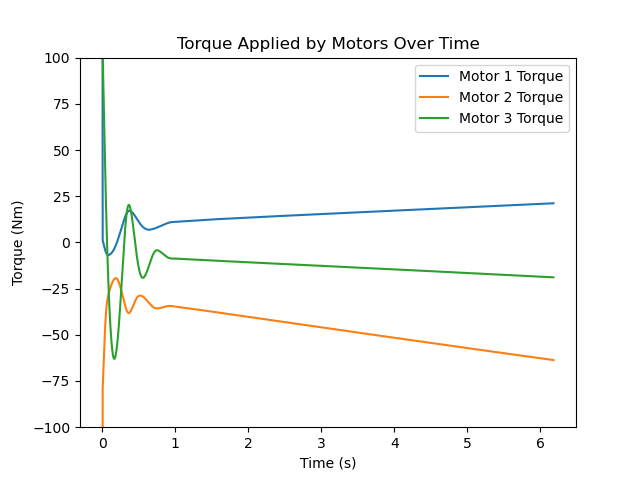 Torque Applied by Motors Over Time
Motor 1 Torque
Motor 2 Torque
Motor 3 Torque
Torque (Nm)
100
75
50
25
0
−25
−50
−75
−100
0 1 2 3 4 5 6
Time (s)